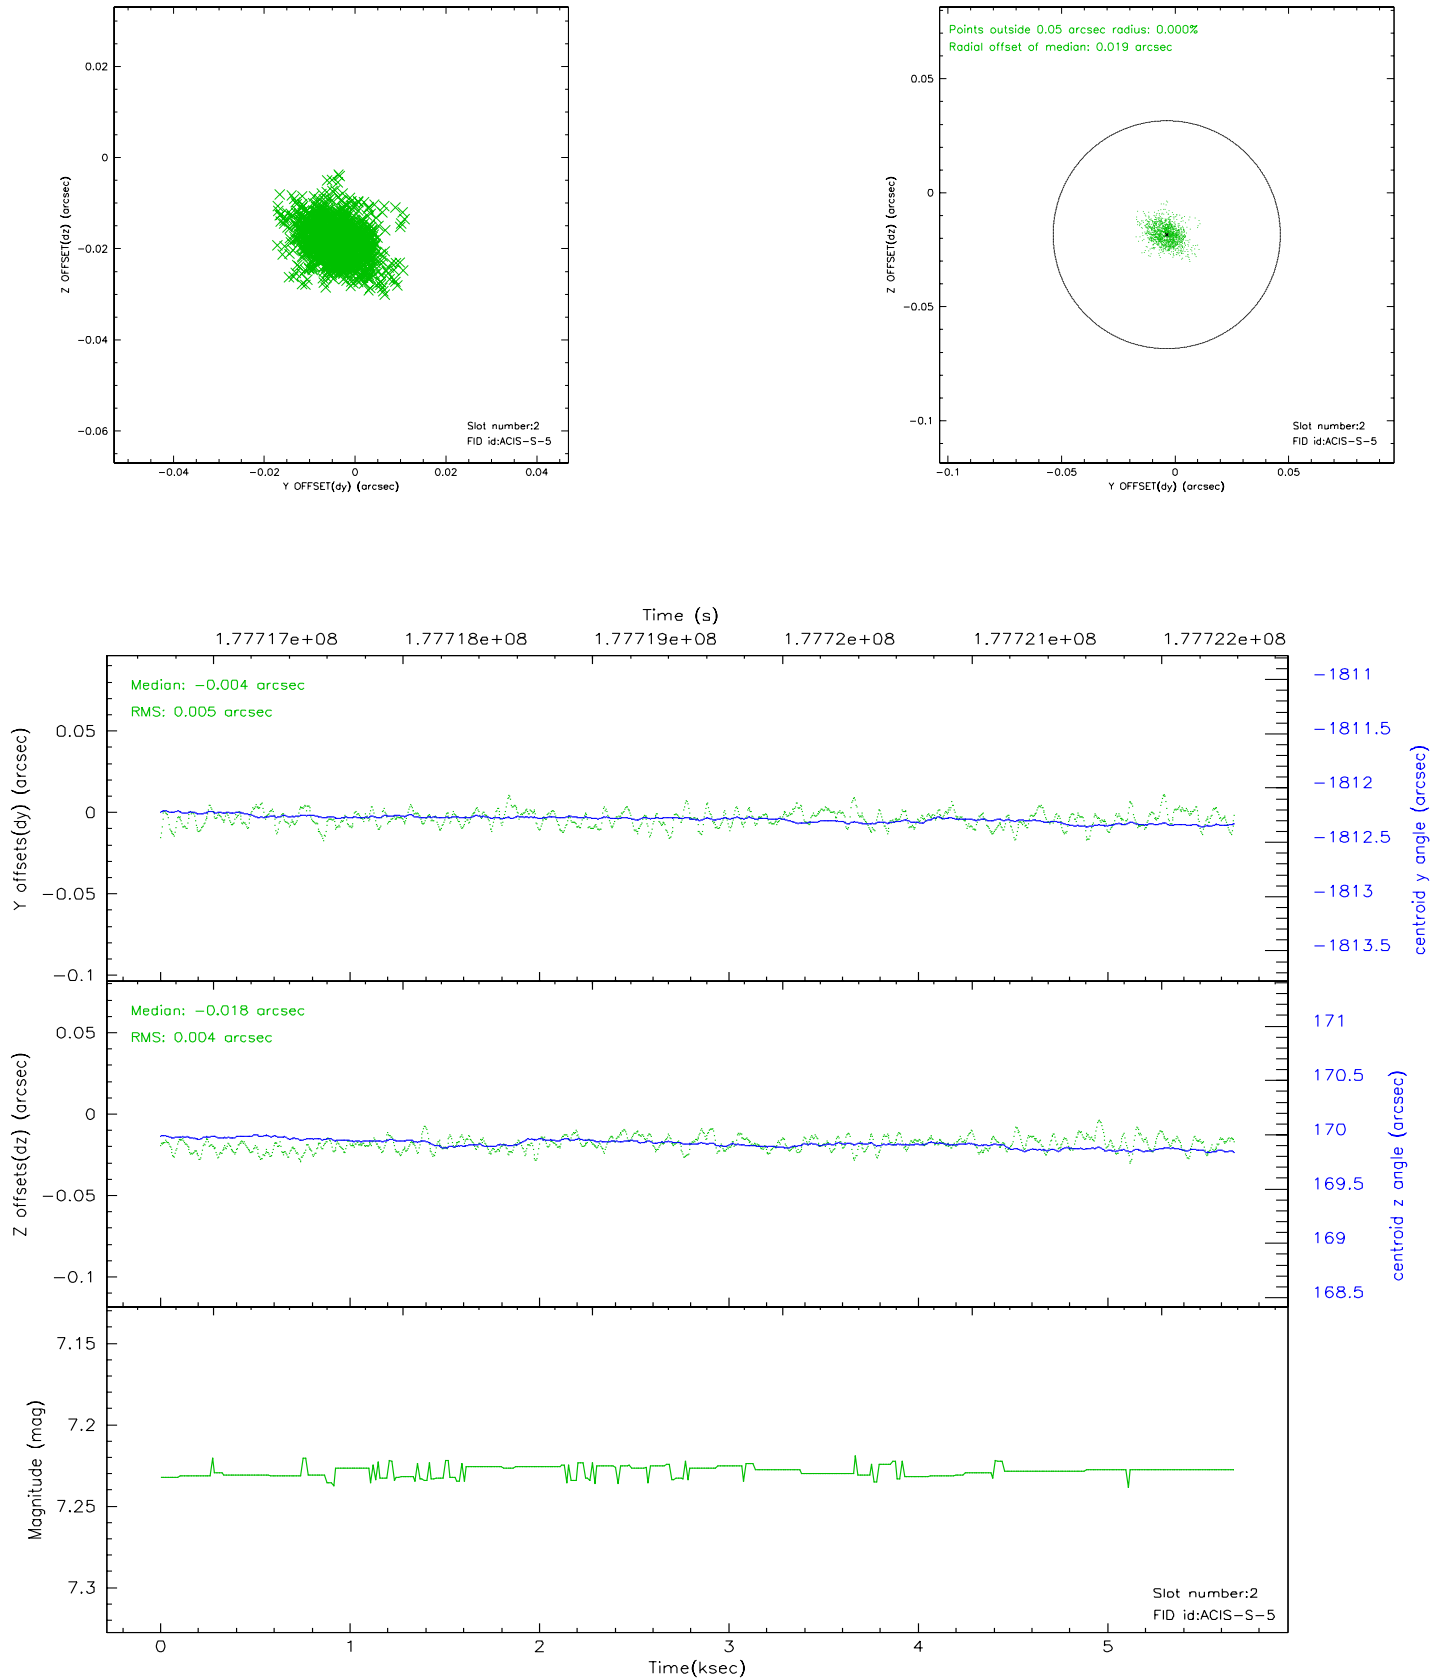 0.02
0
−0.02
−0.04
−0.06
Z OFFSET(dz) (arcsec)
Slot number:2
FID id:ACIS−S−5
−0.04 −0.02 0 0.02 0.04
Y OFFSET(dy) (arcsec)
Points outside 0.05 arcsec radius: 0.000%
Radial offset of median: 0.019 arcsec
0.05
0
−0.05
−0.1
Z OFFSET(dz) (arcsec)
Slot number:2
FID id:ACIS−S−5
−0.1 −0.05 0 0.05
Y OFFSET(dy) (arcsec)
Time (s)
1.77717e+08 1.77718e+08 1.77719e+08 1.7772e+08 1.77721e+08 1.77722e+08
Median: −0.004 arcsec
RMS: 0.005 arcsec
0.05
0
−0.05
−0.1
Y offsets(dy) (arcsec)
−1811
−1811.5
−1812
−1812.5
−1813
−1813.5
centroid y angle (arcsec)
Median: −0.018 arcsec
RMS: 0.004 arcsec
0.05
0
−0.05
−0.1
Z offsets(dz) (arcsec)
171
170.5
170
169.5
169
168.5
centroid z angle (arcsec)
7.15
7.2
7.25
7.3
Magnitude (mag)
Slot number:2
FID id:ACIS−S−5
0 1 2 3 4 5
Time(ksec)